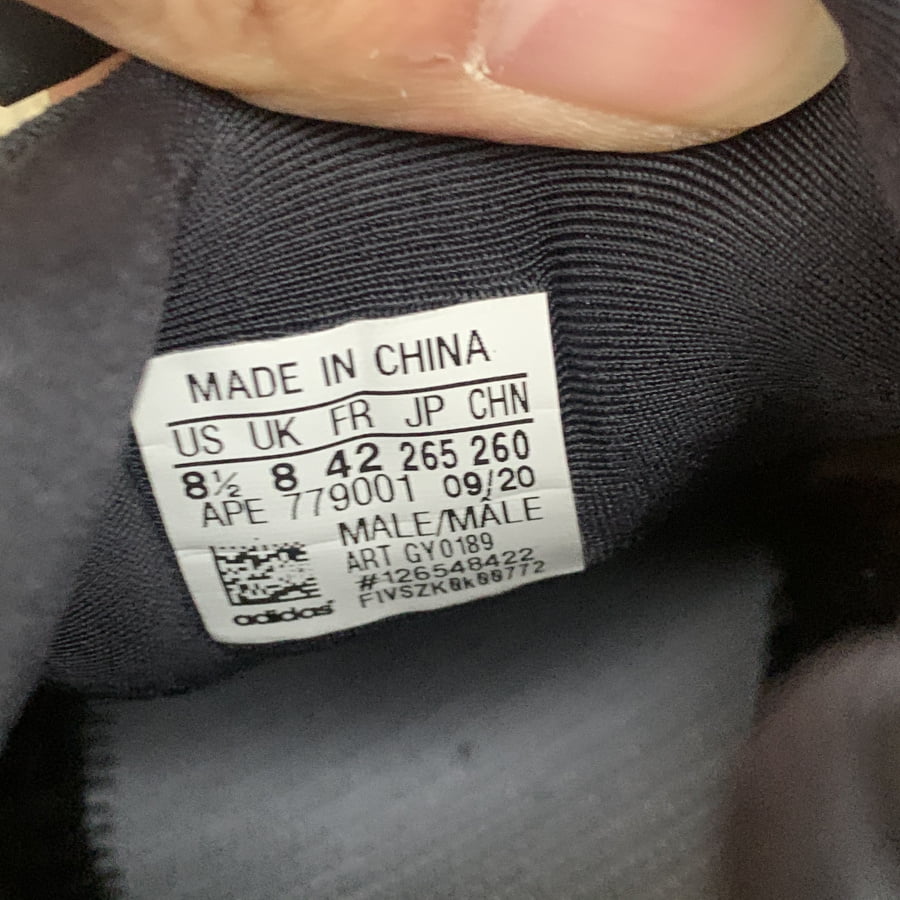 MADE IN CHINA
US UK FR JP CHN
8½ 8 42 265 260
APE 779001 09/20
MALE/MÂLE
ART GY0189
#126548422
F1VSZK0k00772
adidas